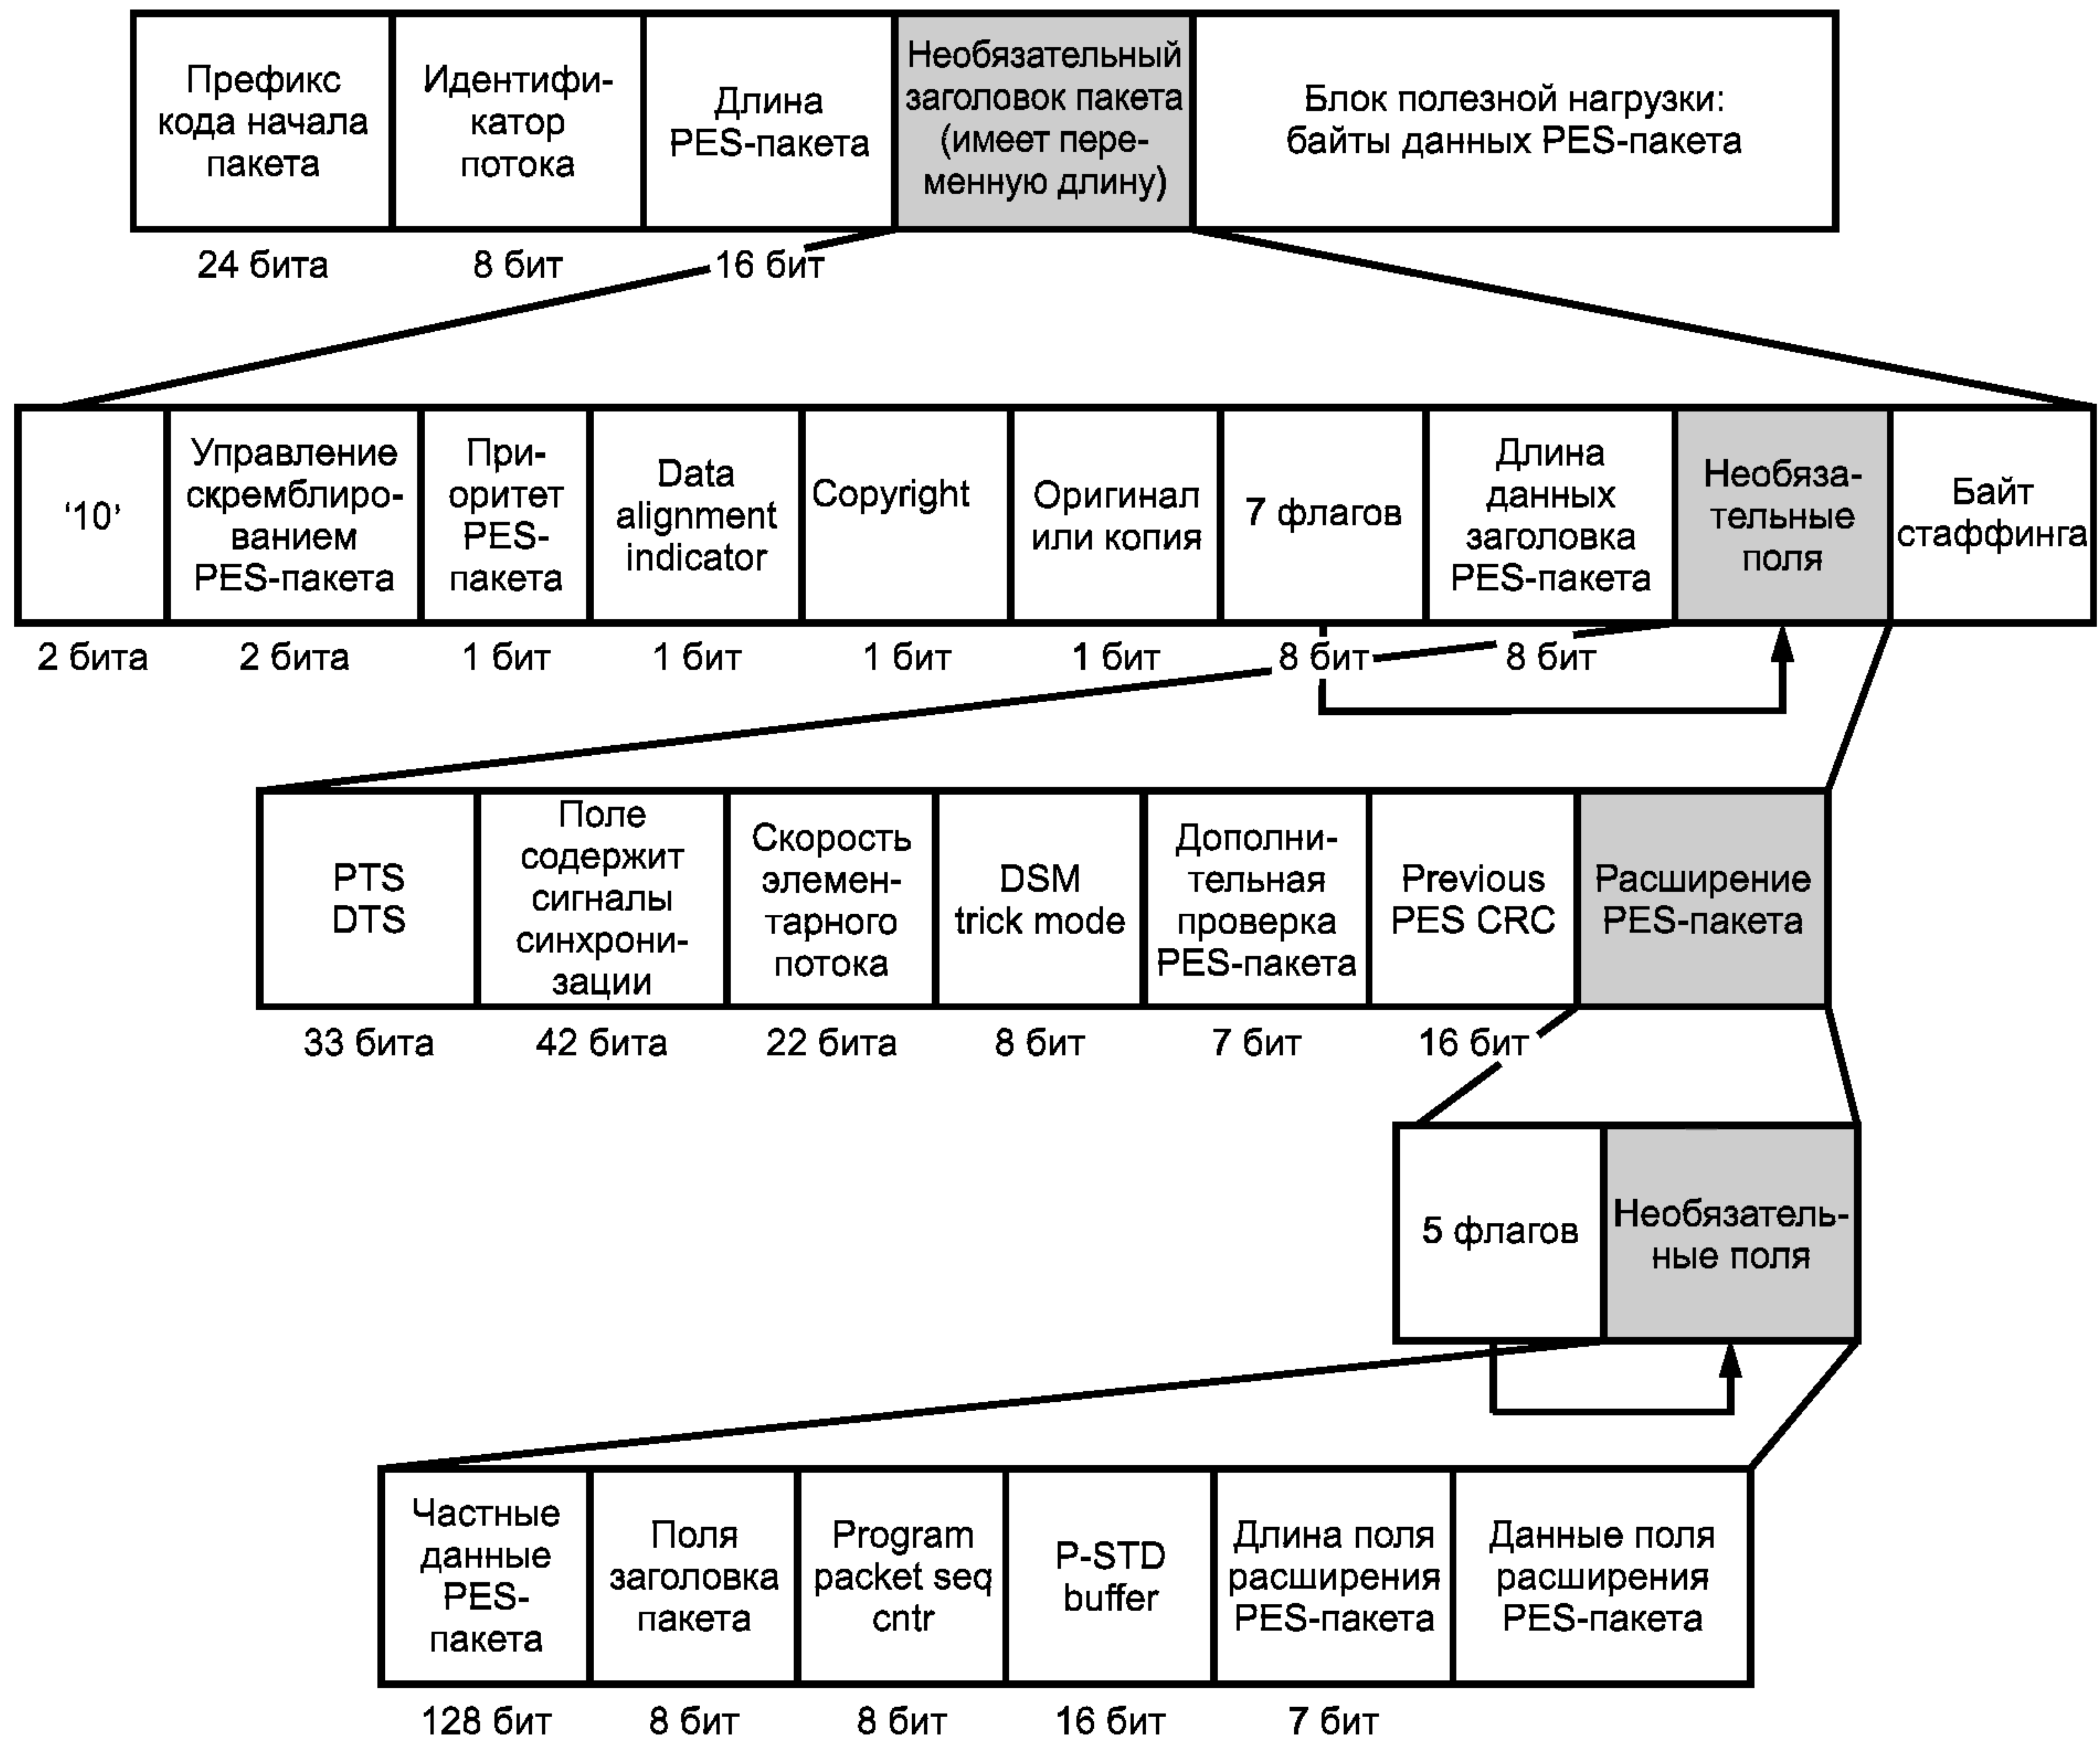 Префикс
кода начала
пакета
Идентифи-
катор
потока
Длина
PES-пакета
Необязательный
заголовок пакета
(имеет пере-
менную длину)
Блок полезной нагрузки:
байты данных PES-пакета
24 бита
8 бит
16 бит
‘10’
Управление
скремблиро-
ванием
PES-пакета
При-
оритет
PES-
пакета
Data
alignment
indicator
Copyright
Оригинал
или копия
7 флагов
Длина
данных
заголовка
PES-пакета
Необяза-
тельные
поля
Байт
стаффинга
2 бита
2 бита
1 бит
1 бит
1 бит
1 бит
8 бит
8 бит
PTS
DTS
Поле
содержит
сигналы
синхрони-
зации
Скорость
элемен-
тарного
потока
DSM
trick mode
Дополни-
тельная
проверка
PES-пакета
Previous
PES CRC
Расширение
PES-пакета
33 бита
42 бита
22 бита
8 бит
7 бит
16 бит
5 флагов
Необязатель-
ные поля
Частные
данные
PES-
пакета
Поля
заголовка
пакета
Program
packet seq
cntr
P-STD
buffer
Длина поля
расширения
PES-пакета
Данные поля
расширения
PES-пакета
128 бит
8 бит
8 бит
16 бит
7 бит